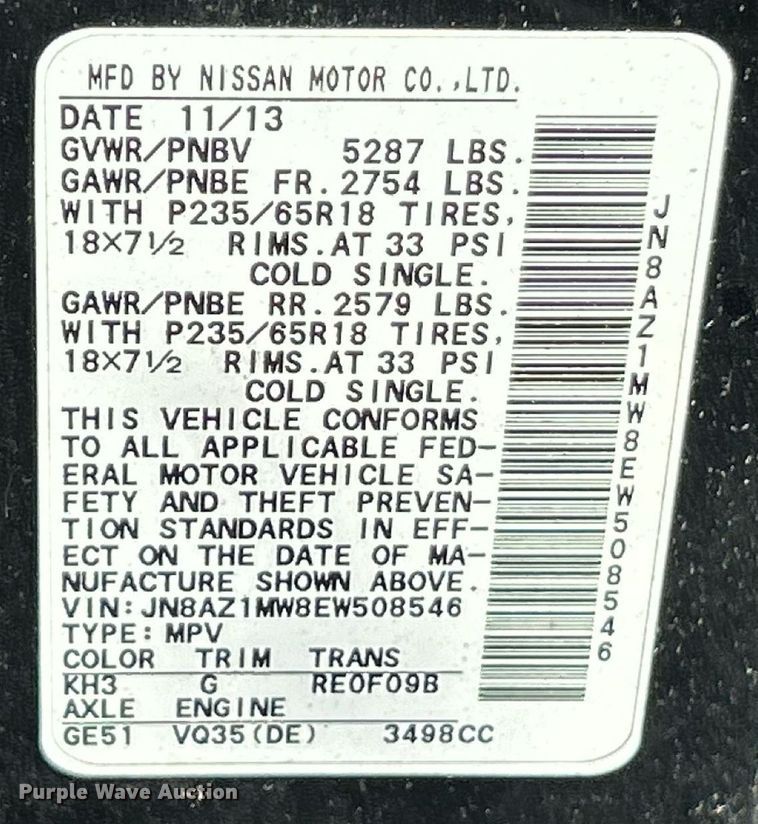 MFD BY NISSAN MOTOR CO.,LTD.
DATE 11/13
GVWR/PNBV 5287 LBS.
GAWR/PNBE FR. 2754 LBS.
WITH P235/65R18 TIRES,
18X7½ RIMS.AT 33 PSI
COLD SINGLE.
GAWR/PNBE RR. 2579 LBS.
WITH P235/65R18 TIRES,
18X7½ RIMS.AT 33 PSI
COLD SINGLE.
THIS VEHICLE CONFORMS
TO ALL APPLICABLE FED-
ERAL MOTOR VEHICLE SA-
FETY AND THEFT PREVEN-
TION STANDARDS IN EFF-
ECT ON THE DATE OF MA-
NUFACTURE SHOWN ABOVE.
VIN: JN8AZ1MW8EW508546
TYPE: MPV
COLOR TRIM TRANS
KH3 G RE0F09B
AXLE ENGINE
GE51 VQ35(DE) 3498CC
JN8AZ1MW8EW508546
Purple Wave Auction